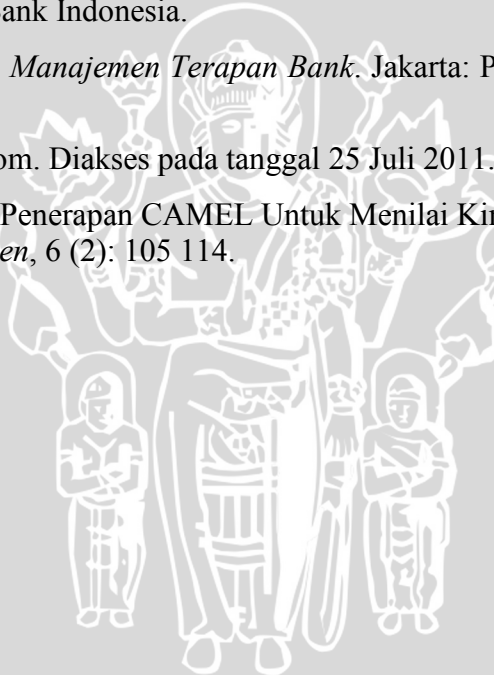 Bank Indonesia.
Manajemen Terapan Bank. Jakarta: P
om. Diakses pada tanggal 25 Juli 2011.
Penerapan CAMEL Untuk Menilai Kin
en, 6 (2): 105 114.